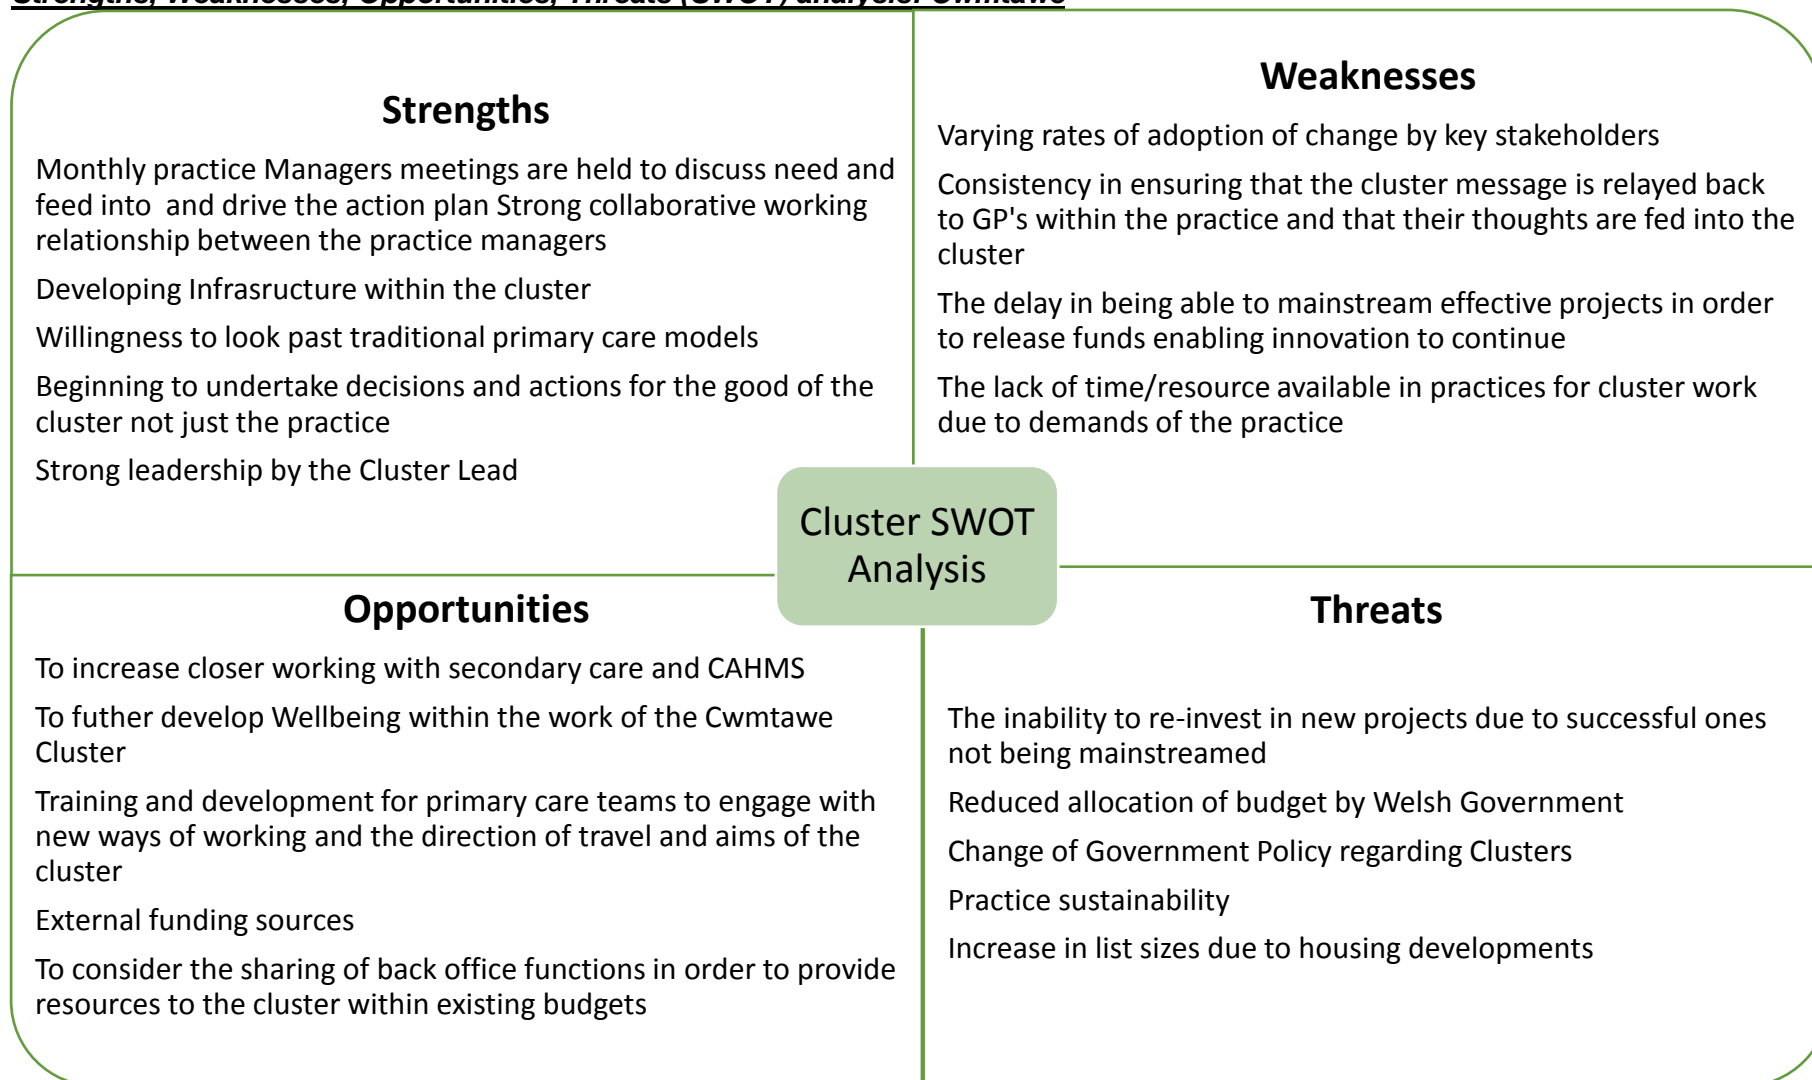 Strengths, Weaknesses, Opportunities, Threats (SWOT) analysis: Cwmtawe
Strengths
Monthly practice Managers meetings are held to discuss need and
feed into  and drive the action plan Strong collaborative working
relationship between the practice managers
Developing Infrasructure within the cluster
Willingness to look past traditional primary care models
Beginning to undertake decisions and actions for the good of the
cluster not just the practice
Strong leadership by the Cluster Lead
Weaknesses
Varying rates of adoption of change by key stakeholders
Consistency in ensuring that the cluster message is relayed back
to GP's within the practice and that their thoughts are fed into the
cluster
The delay in being able to mainstream effective projects in order
to release funds enabling innovation to continue
The lack of time/resource available in practices for cluster work
due to demands of the practice
Cluster SWOT
Analysis
Opportunities
To increase closer working with secondary care and CAHMS
To futher develop Wellbeing within the work of the Cwmtawe
Cluster
Training and development for primary care teams to engage with
new ways of working and the direction of travel and aims of the
cluster
External funding sources
To consider the sharing of back office functions in order to provide
resources to the cluster within existing budgets
Threats
The inability to re-invest in new projects due to successful ones
not being mainstreamed
Reduced allocation of budget by Welsh Government
Change of Government Policy regarding Clusters
Practice sustainability
Increase in list sizes due to housing developments